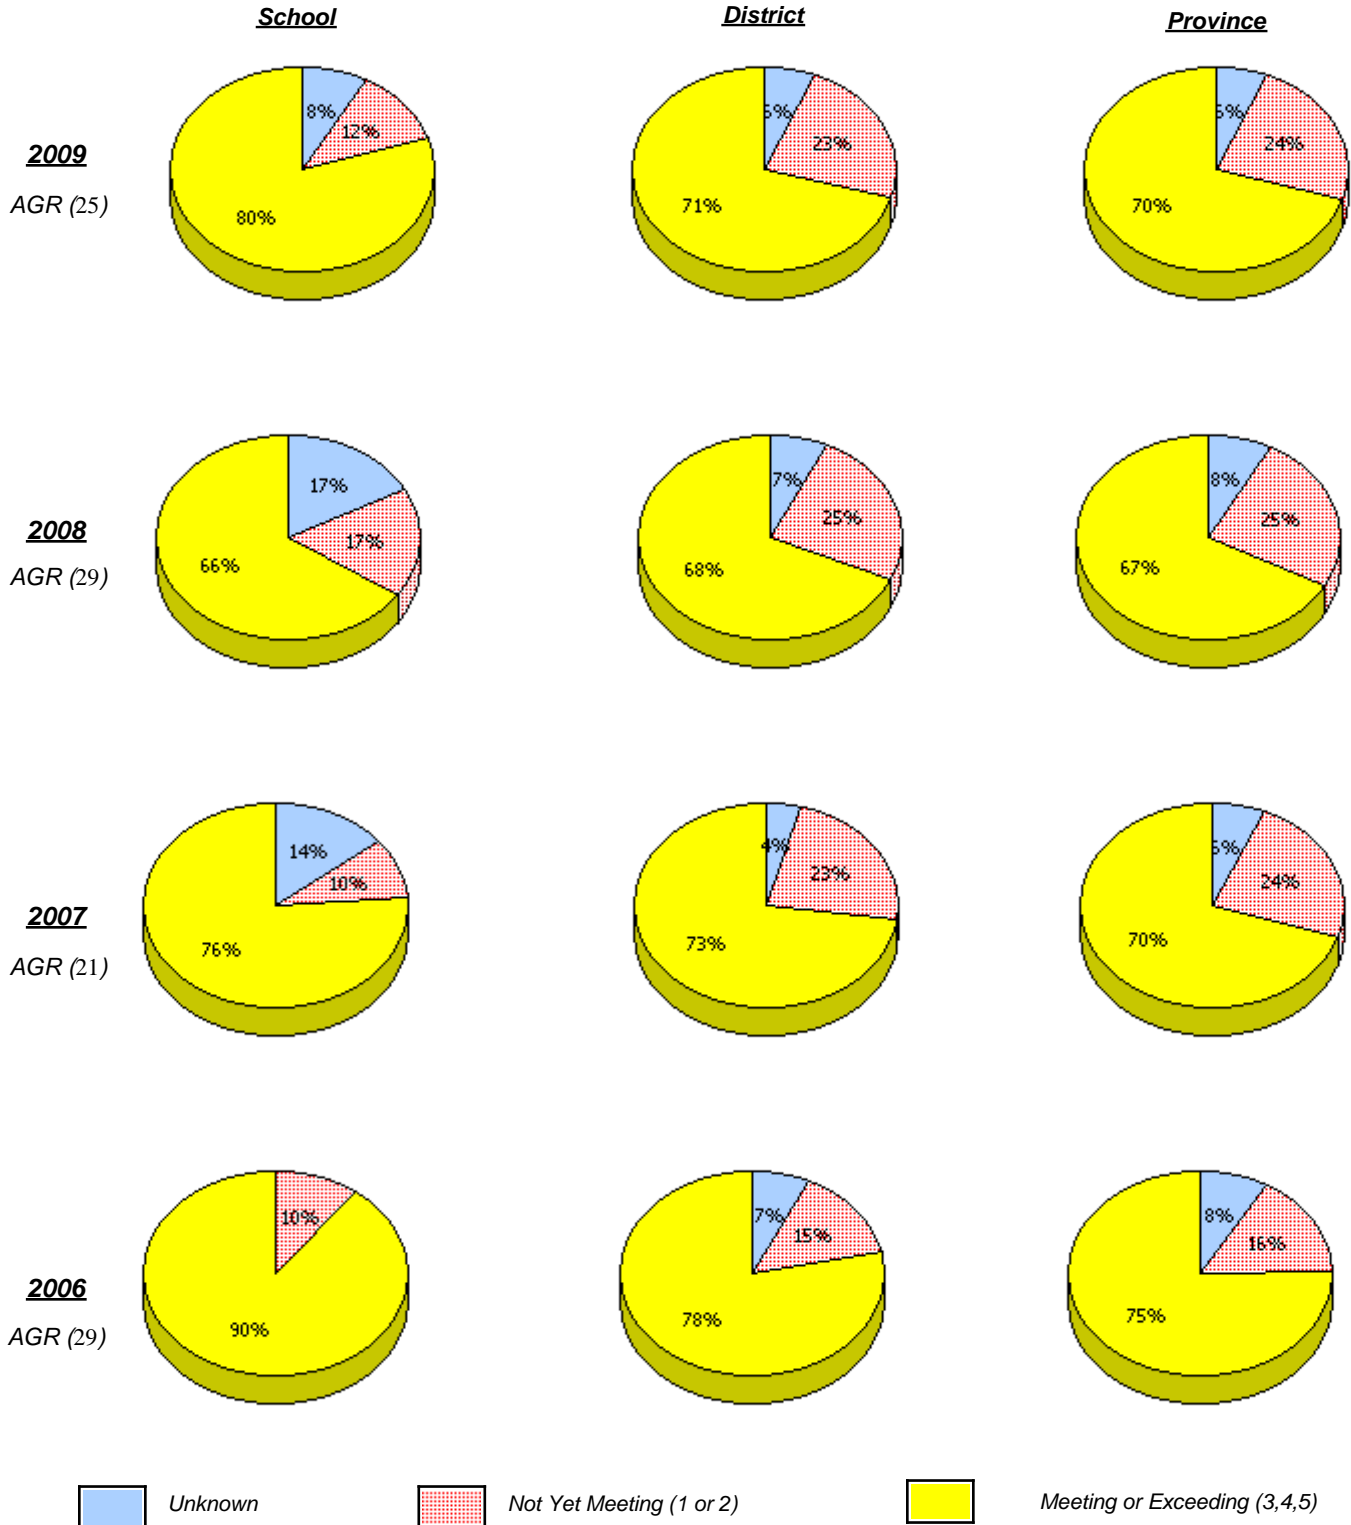 School District Province
8% 6% 6%
12% 23% 24%
2009
AGR (25)
80% 71% 70%
17% 7% 8%
17% 25% 25%
2008
AGR (29)
66% 68% 67%
14% 4% 6%
10% 23% 24%
2007
AGR (21)
76% 73% 70%
10% 7% 8%
15% 16%
2006
AGR (29)
90% 78% 75%
Unknown Not Yet Meeting (1 or 2) Meeting or Exceeding (3,4,5)